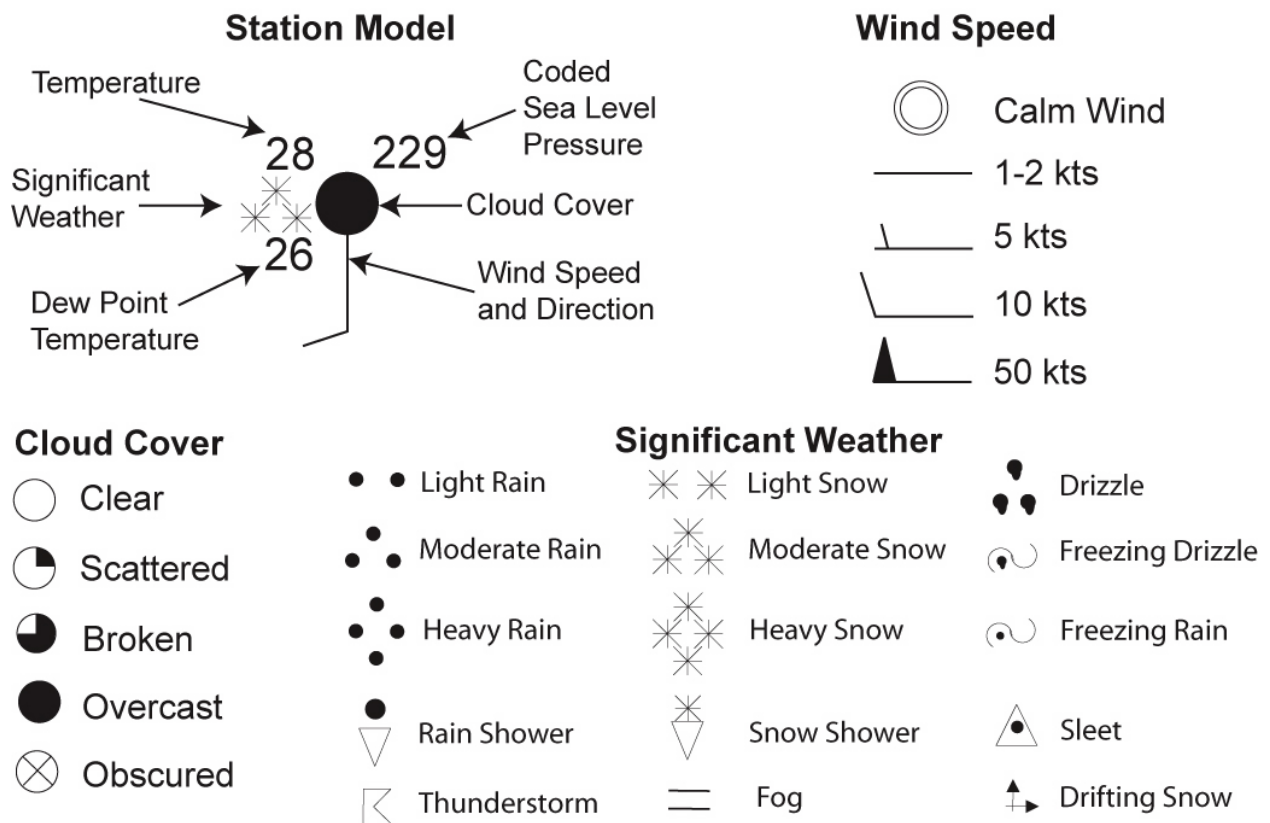 Station Model
Wind Speed
Temperature
Coded
Sea Level
Pressure
28
229
Significant
Weather
Cloud Cover
26
Dew Point
Temperature
Wind Speed
and Direction
Calm Wind
1-2 kts
5 kts
10 kts
50 kts
Cloud Cover
Clear
Scattered
Broken
Overcast
Obscured
Significant Weather
Light Rain
Light Snow
Drizzle
Moderate Rain
Moderate Snow
Freezing Drizzle
Heavy Rain
Heavy Snow
Freezing Rain
Rain Shower
Snow Shower
Sleet
Thunderstorm
Fog
Drifting Snow